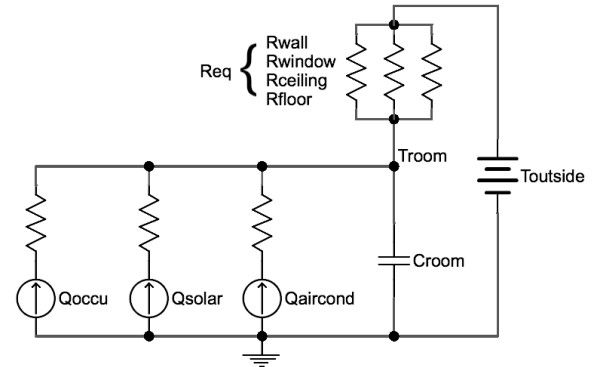 Rwall
Rwindow
Req
Rceiling
Rfloor
Troom
Toutside
Croom
Qoccu
Qsolar
Qaircond